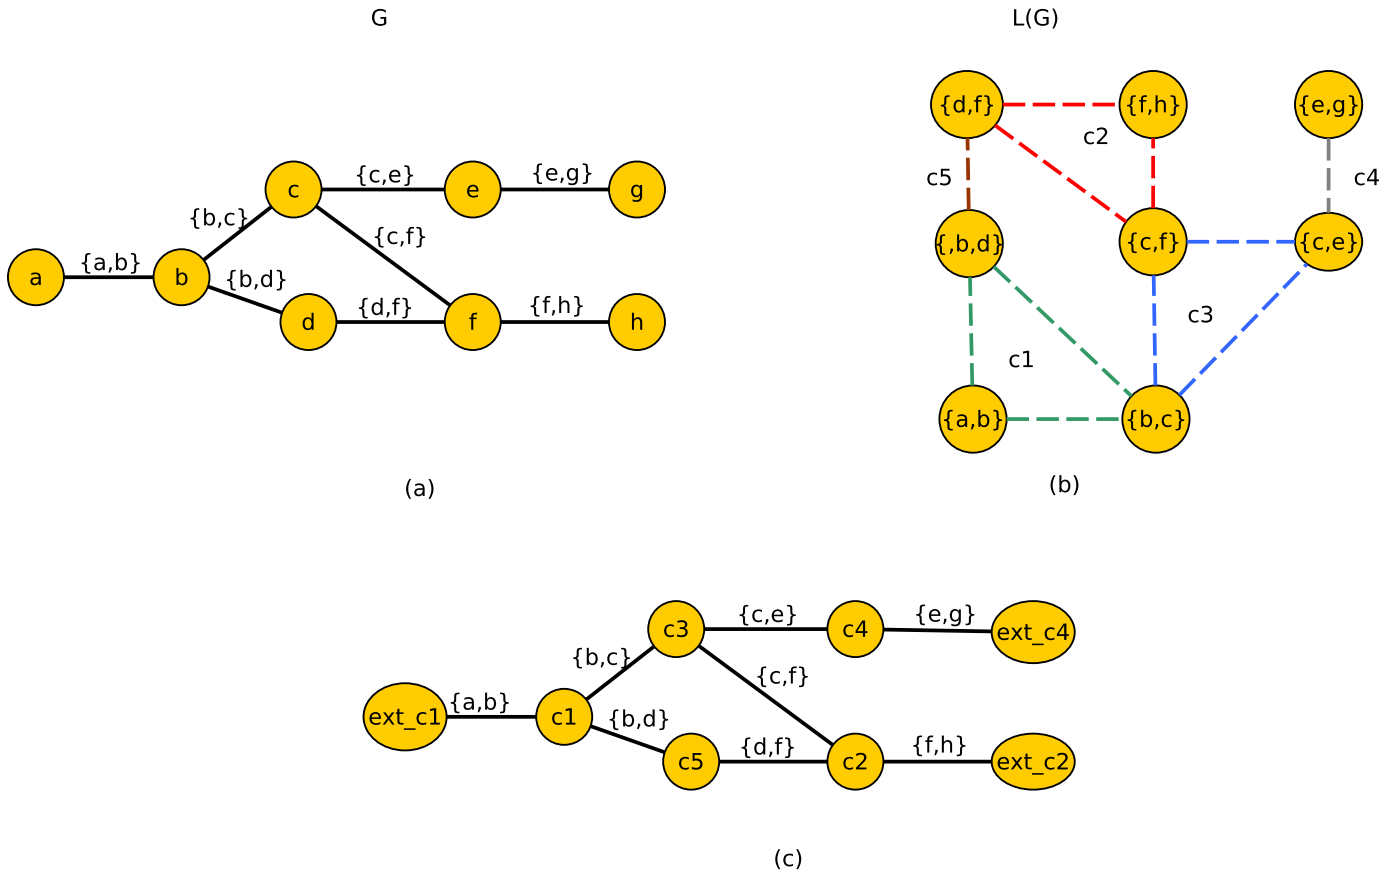 G
L(G)
{d,f}
{f,h}
{e,g}
c2
c5
c4
{c,e}
{e,g}
c
e
g
{b,c}
{c,f}
{,b,d}
{c,f}
{c,e}
{a,b}
a
b
{b,d}
{d,f}
{f,h}
d
f
h
c3
c1
{a,b}
{b,c}
(a)
(b)
{c,e}
{e,g}
c3
c4
ext_c4
{b,c}
{c,f}
{a,b}
ext_c1
c1
{b,d}
{d,f}
{f,h}
c5
c2
ext_c2
(c)